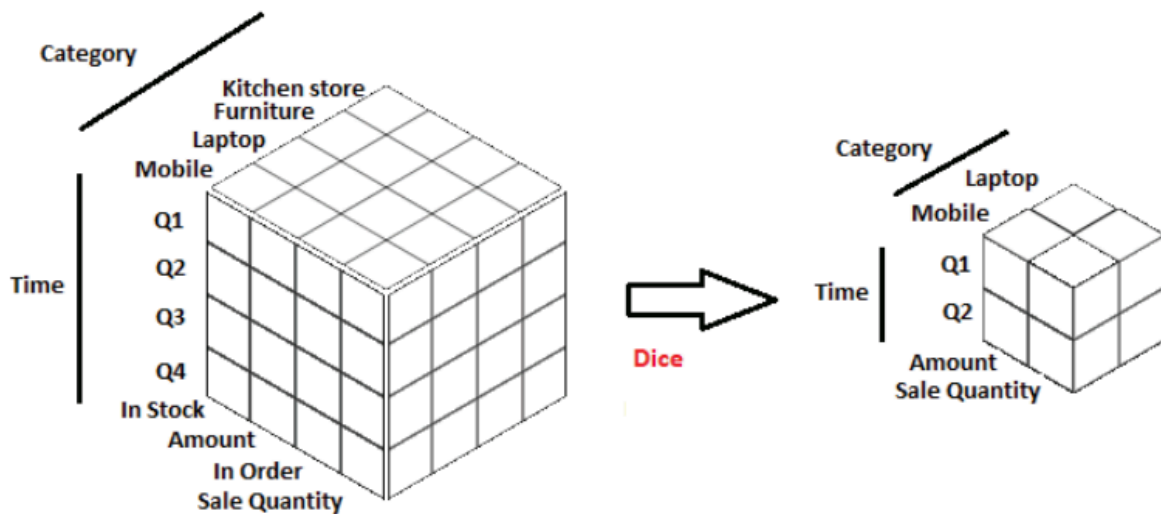 Category
Kitchen store
Furniture
Laptop
Mobile
Q1
Q2
Time
Q3
Q4
In Stock
Amount
In Order
Sale Quantity
Dice
Category
Laptop
Mobile
Q1
Time
Q2
Amount
Sale Quantity